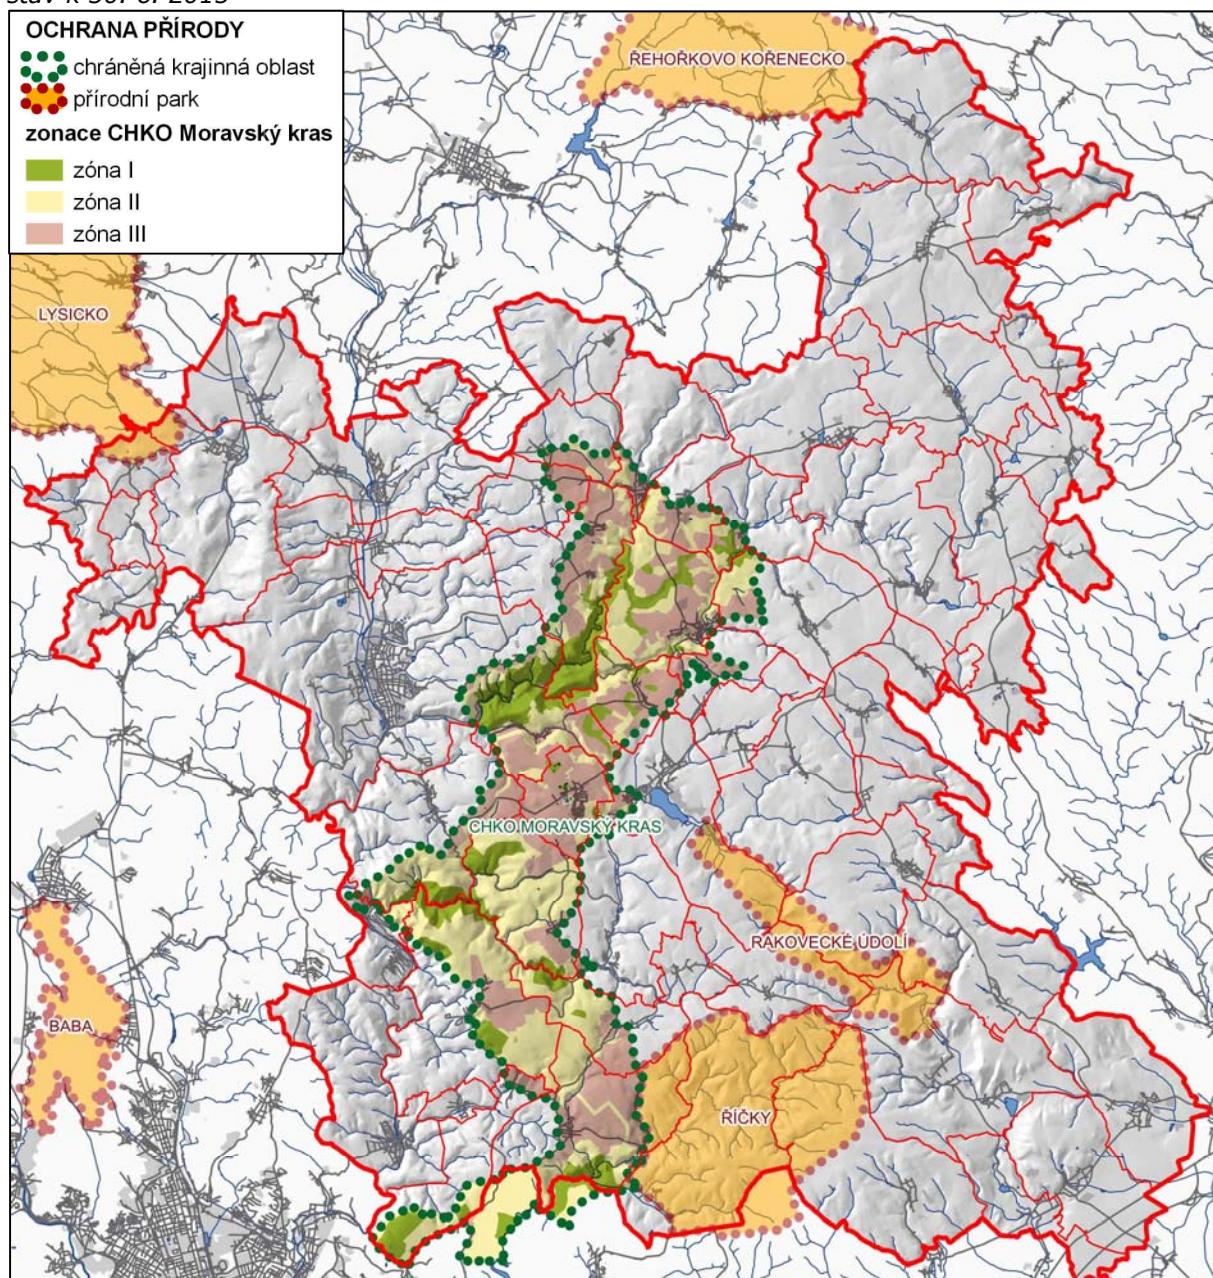 OCHRANA PŘÍRODY
chráněná krajinná oblast
přírodní park
zonace CHKO Moravský kras
zóna I
zóna II
zóna III
ŘEHOŘKOVO KOŘENECKO
LYSICKO
CHKO MORAVSKÝ KRAS
RAKOVECKÉ ÚDOLÍ
BABA
ŘÍČKY